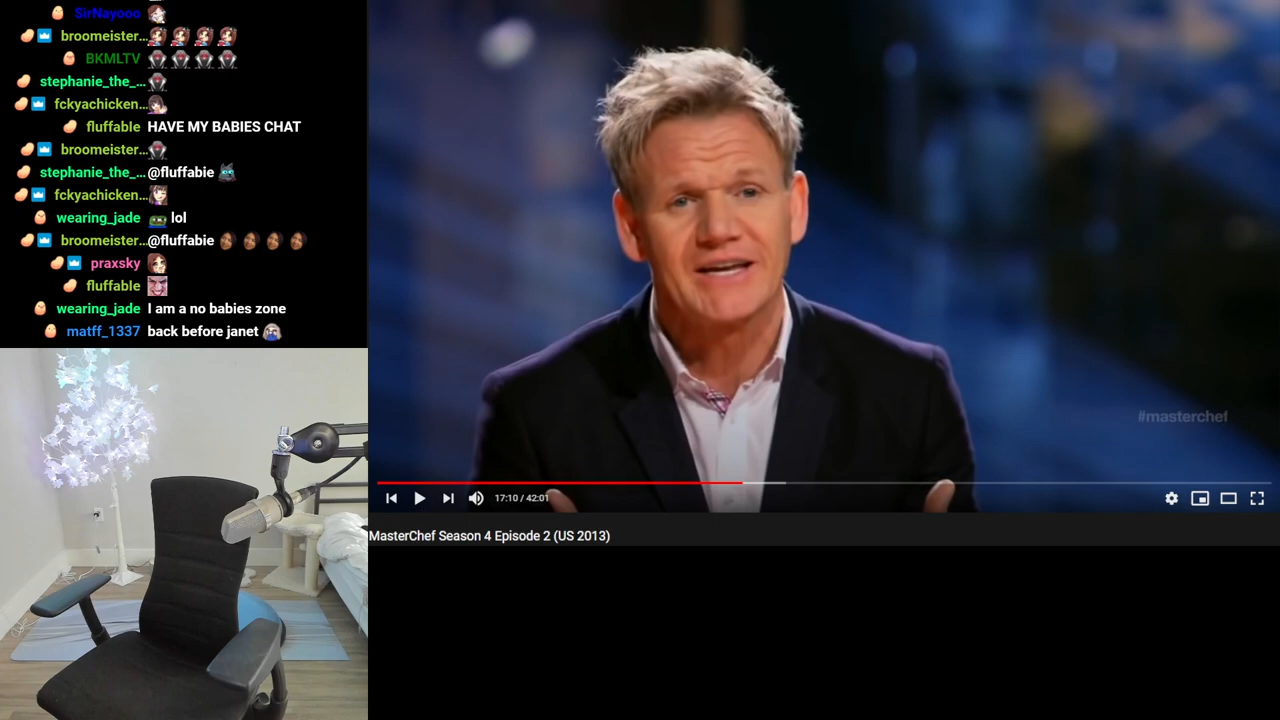 SirNayooo
broomeister…
BKMLTV
stephanie_the_…
fckyachicken…
fluffable HAVE MY BABIES CHAT
broomeister…
stephanie_the_… @fluffabie
fckyachicken…
wearing_jade lol
broomeister… @fluffabie
praxsky
fluffable
wearing_jade I am a no babies zone
matff_1337 back before janet
#masterchef
17:10 / 42:01
MasterChef Season 4 Episode 2 (US 2013)